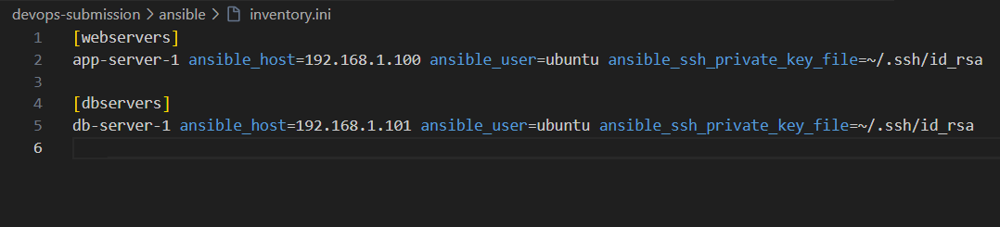 devops-submission > ansible > inventory.ini
1 [webservers]
2 app-server-1 ansible_host=192.168.1.100 ansible_user=ubuntu ansible_ssh_private_key_file=~/.ssh/id_rsa
3
4 [dbservers]
5 db-server-1 ansible_host=192.168.1.101 ansible_user=ubuntu ansible_ssh_private_key_file=~/.ssh/id_rsa
6